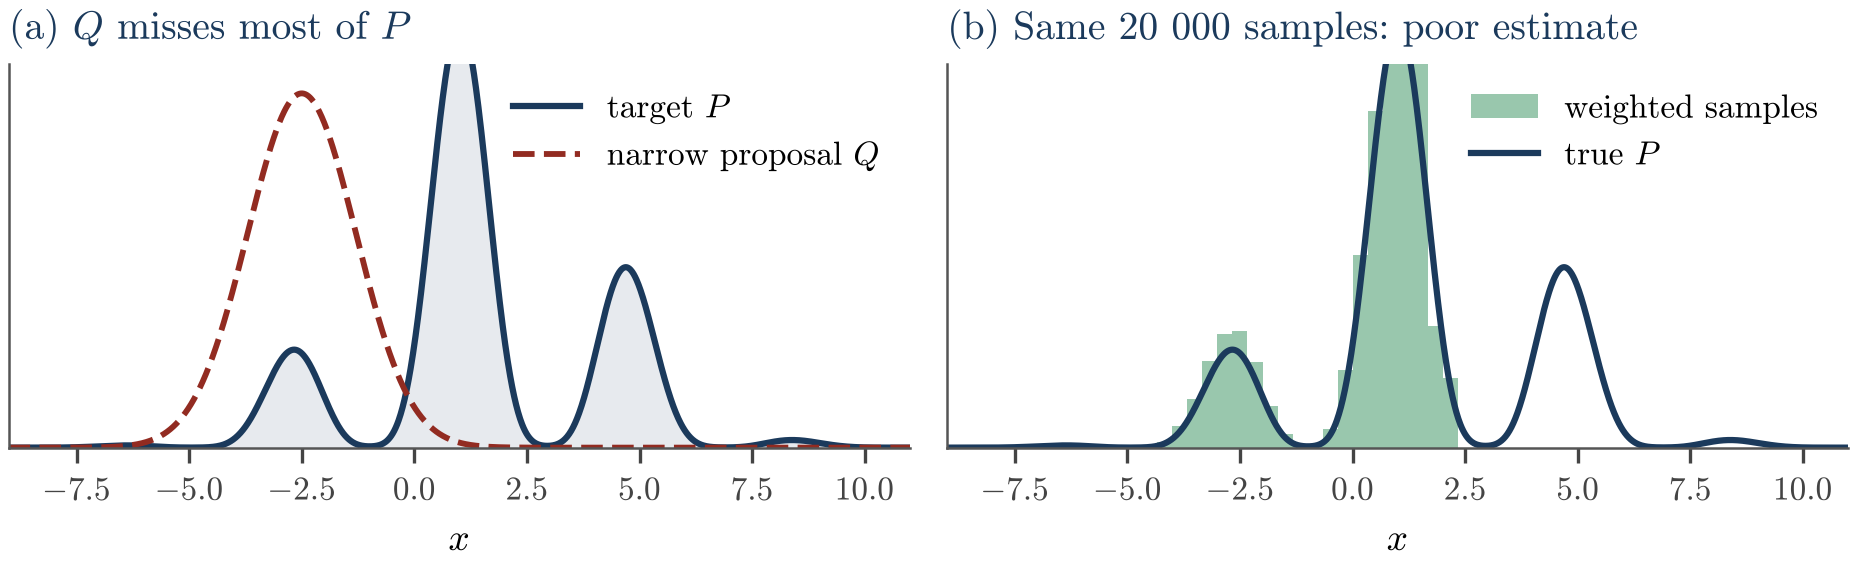 (a) Q misses most of P
target P
narrow proposal Q
−7.5 −5.0 −2.5 0.0 2.5 5.0 7.5 10.0
x
(b) Same 20 000 samples: poor estimate
weighted samples
true P
−7.5 −5.0 −2.5 0.0 2.5 5.0 7.5 10.0
x